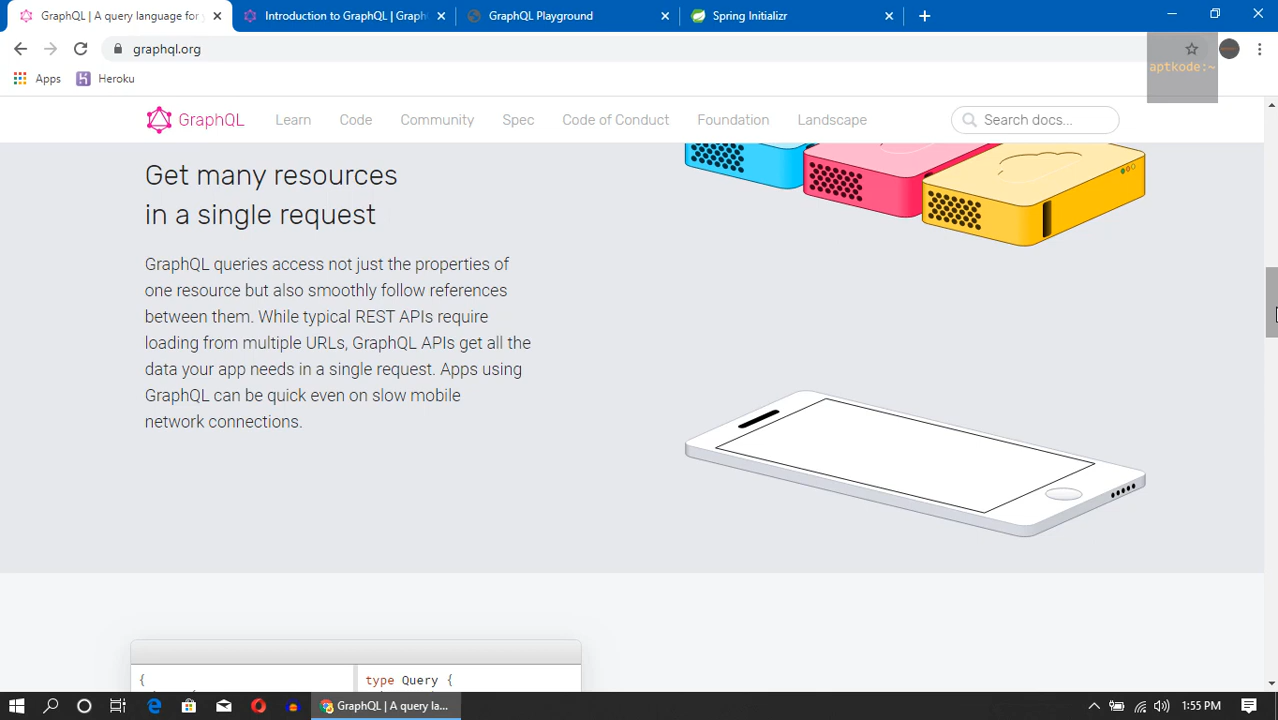 GraphQL | A query language for
Introduction to GraphQL | Graph
GraphQL Playground
Spring Initializr
graphql.org
aptkode:~
Apps
Heroku
GraphQL
Learn
Code
Community
Spec
Code of Conduct
Foundation
Landscape
Search docs...
Get many resources
in a single request
GraphQL queries access not just the properties of
one resource but also smoothly follow references
between them. While typical REST APIs require
loading from multiple URLs, GraphQL APIs get all the
data your app needs in a single request. Apps using
GraphQL can be quick even on slow mobile
network connections.
{
type Query {
GraphQL | A query la...
1:55 PM